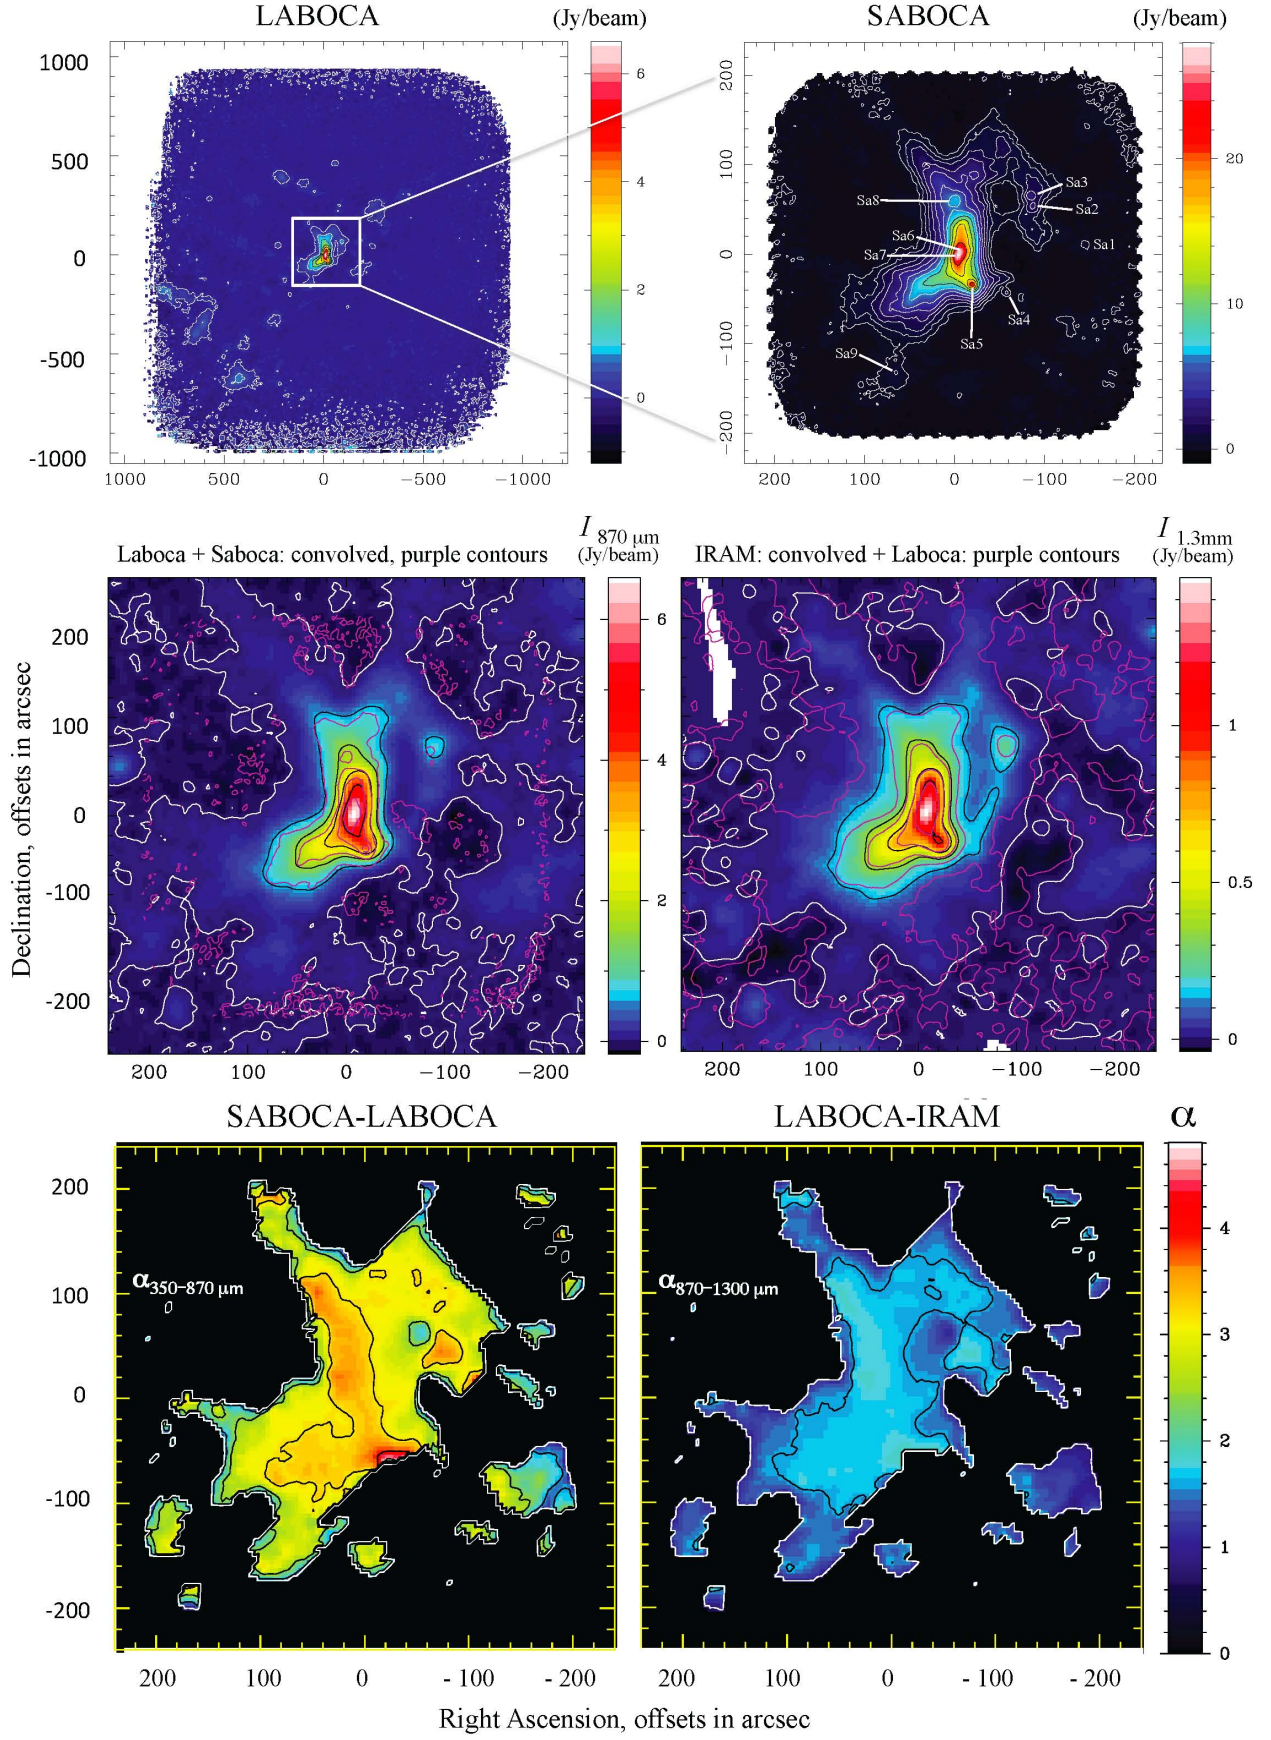 LABOCA (Jy/beam) SABOCA (Jy/beam)
1000
500
0
-500
-1000
1000 500 0 −500 −1000
6
4
2
0
200
100
0
−100
−200
200 100 0 −100 −200
20
10
0
Sa3
Sa8
Sa2
Sa6
Sa1
Sa7
Sa4
Sa5
Sa9
Laboca + Saboca: convolved, purple contours
I 870 μm
(Jy/beam)
IRAM: convolved + Laboca: purple contours
I 1.3mm
(Jy/beam)
Declination, offsets in arcsec
200
100
0
-100
-200
200 100 0 −100 −200
6
4
2
0
200 100 0 −100 −200
1
0.5
0
SABOCA-LABOCA LABOCA-IRAM α
α350−870 μm
α870−1300 μm
200
100
0
-100
-200
200 100 0 - 100 - 200
200 100 0 - 100 - 200
4
3
2
1
0
Right Ascension, offsets in arcsec